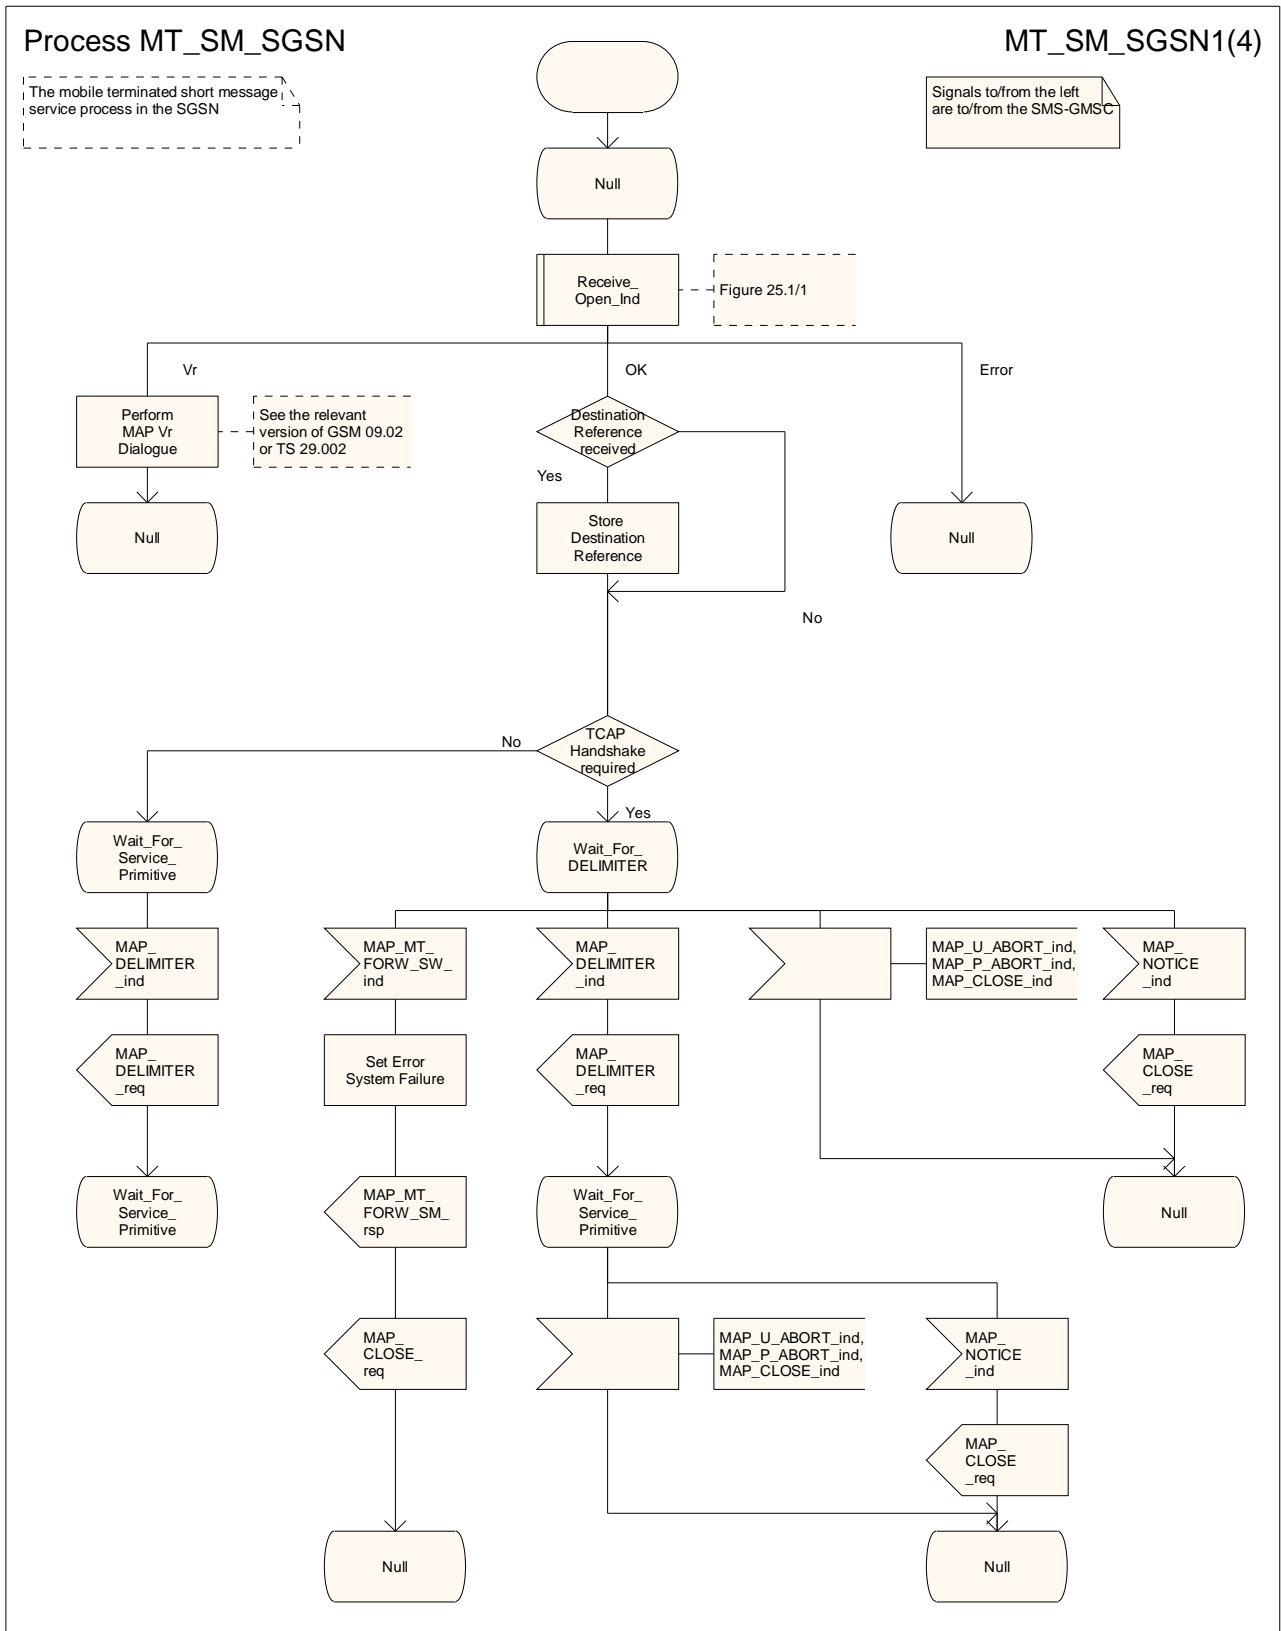 Process MT_SM_SGSN
MT_SM_SGSN1(4)
The mobile terminated short message
service process in the SGSN
Signals to/from the left
are to/from the SMS-GMSC
Null
Receive_
Open_Ind
Figure 25.1/1
Vr
OK
Error
Perform
MAP Vr
Dialogue
See the relevant
version of GSM 09.02
or TS 29.002
Destination
Reference
received
Yes
Null
Store
Destination
Reference
Null
No
TCAP
Handshake
required
No
Yes
Wait_For_
Service_
Primitive
Wait_For_
DELIMITER
MAP_
DELIMITER
_ind
MAP_MT_
FORW_SW_
ind
MAP_
DELIMITER
_ind
MAP_U_ABORT_ind,
MAP_P_ABORT_ind,
MAP_CLOSE_ind
MAP_
NOTICE
_ind
MAP_
DELIMITER
_req
Set Error
System Failure
MAP_
DELIMITER
_req
MAP_
CLOSE
_req
Wait_For_
Service_
Primitive
MAP_MT_
FORW_SM_
rsp
Wait_For_
Service_
Primitive
Null
MAP_
CLOSE_
req
MAP_U_ABORT_ind,
MAP_P_ABORT_ind,
MAP_CLOSE_ind
MAP_
NOTICE
_ind
MAP_
CLOSE
_req
Null
Null